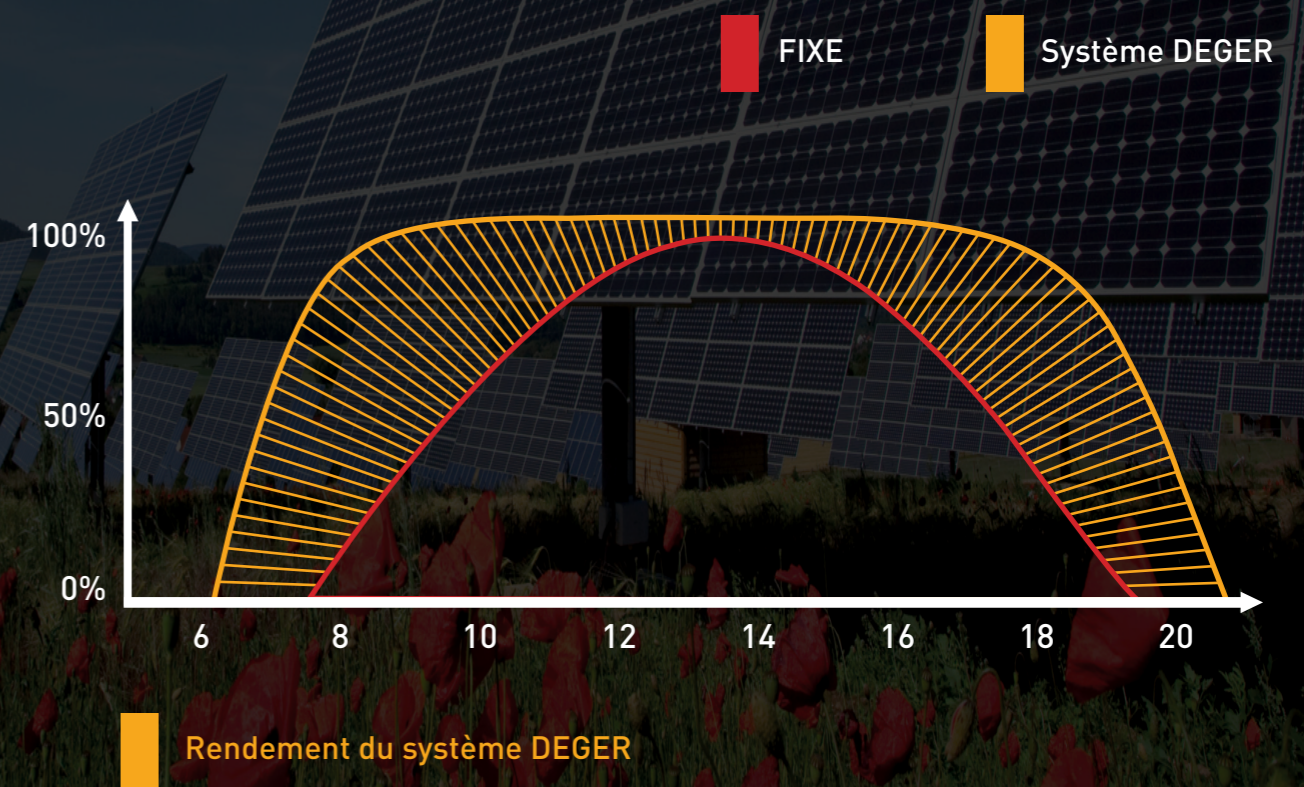 FIXE
Système DEGER
100%
50%
0%
6 8 10 12 14 16 18 20
Rendement du système DEGER